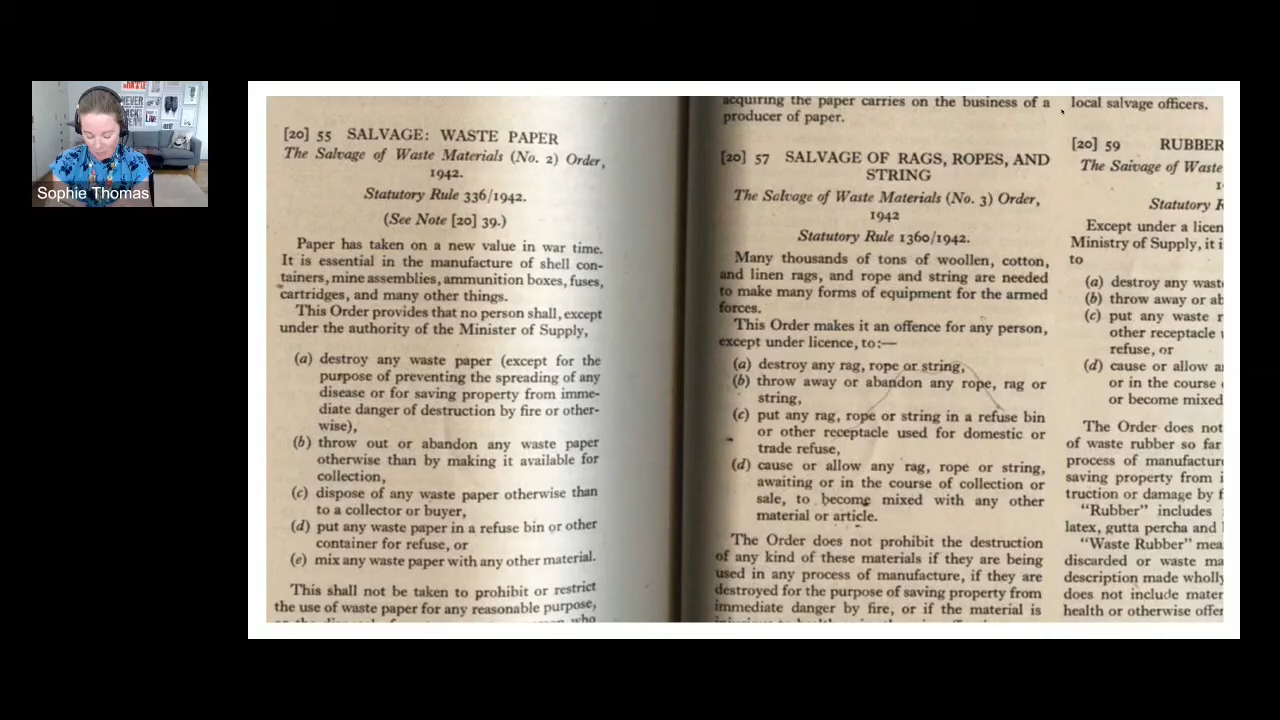 Sophie Thomas
[20] 55 SALVAGE: WASTE PAPER
The Salvage of Waste Materials (No. 2) Order,
1942.
Statutory Rule 336/1942.
(See Note [20] 39.)
Paper has taken on a new value in war time.
It is essential in the manufacture of shell con-
tainers, mine assemblies, ammunition boxes, fuses,
cartridges, and many other things.
This Order provides that no person shall, except
under the authority of the Minister of Supply,
(a) destroy any waste paper (except for the
purpose of preventing the spreading of any
disease or for saving property from imme-
diate danger of destruction by fire or other-
wise),
(b) throw out or abandon any waste paper
otherwise than by making it available for
collection,
(c) dispose of any waste paper otherwise than
to a collector or buyer,
(d) put any waste paper in a refuse bin or other
container for refuse, or
(e) mix any waste paper with any other material.
This shall not be taken to prohibit or restrict
the use of waste paper for any reasonable purpose,
acquiring the paper carries on the business of a
producer of paper.
[20] 57 SALVAGE OF RAGS, ROPES, AND
STRING
The Salvage of Waste Materials (No. 3) Order,
1942
Statutory Rule 1360/1942.
Many thousands of tons of woollen, cotton,
and linen rags, and rope and string are needed
to make many forms of equipment for the armed
forces.
This Order makes it an offence for any person,
except under licence, to:—
(a) destroy any rag, rope or string,
(b) throw away or abandon any rope, rag or
string,
(c) put any rag, rope or string in a refuse bin
or other receptacle used for domestic or
trade refuse,
(d) cause or allow any rag, rope or string,
awaiting or in the course of collection or
sale, to become mixed with any other
material or article.
The Order does not prohibit the destruction
of any kind of these materials if they are being
used in any process of manufacture, if they are
destroyed for the purpose of saving property from
immediate danger by fire, or if the material is
local salvage officers.
[20] 59 RUBBER
The Salvage of Waste
Statutory R
Except under a licen
Ministry of Supply, it i
to
(a) destroy any wast
(b) throw away or ab
(c) put any waste r
other receptacle
refuse, or
(d) cause or allow a
or in the course
or become mixed
The Order does not
of waste rubber so far
process of manufactur
saving property from i
truction or damage by f
"Rubber" includes
latex, gutta percha and
"Waste Rubber" mea
discarded or waste ma
description made wholly
does not include mater
health or otherwise offer